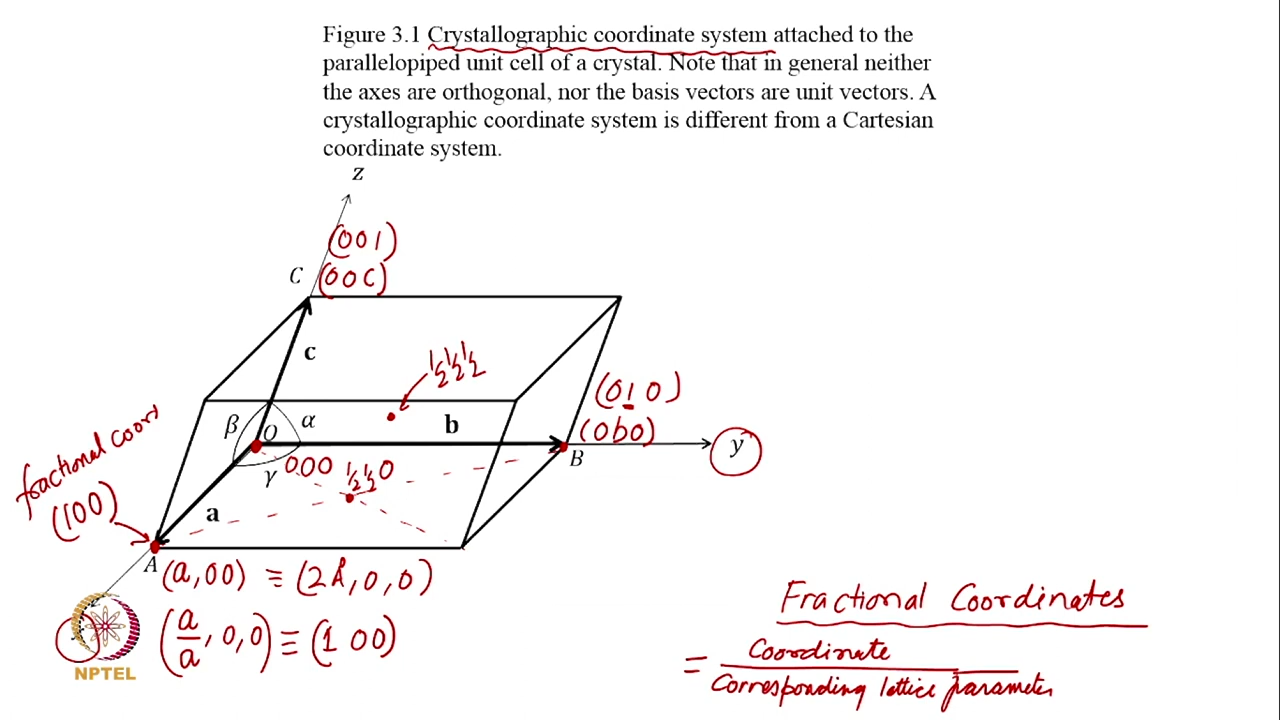 Figure 3.1 Crystallographic coordinate system attached to the
parallelopiped unit cell of a crystal. Note that in general neither
the axes are orthogonal, nor the basis vectors are unit vectors. A
crystallographic coordinate system is different from a Cartesian
coordinate system.
z
(001)
C (00C)
c
½½½
(010)
β O α b (0b0) y
000 ½½0 B
γ
fractional coor
(100)
a
A (a,00) ≡ (2Å,0,0)
(a/a, 0,0) ≡ (1 00)
NPTEL
Fractional Coordinates
= Coordinate
Corresponding lattice parameter